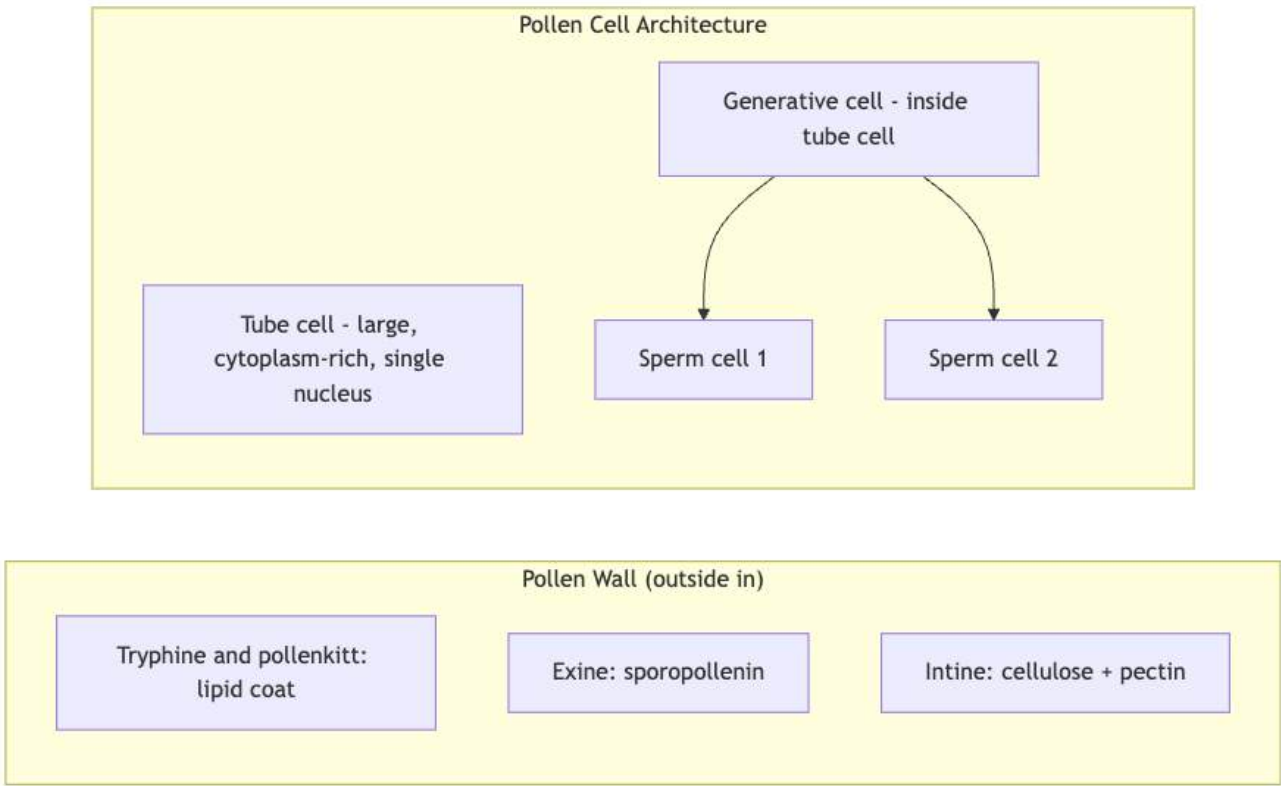 Pollen Cell Architecture
Generative cell - inside
tube cell
Tube cell - large,
cytoplasm-rich, single
nucleus
Sperm cell 1
Sperm cell 2
Pollen Wall (outside in)
Tryphine and pollenkitt:
lipid coat
Exine: sporopollenin
Intine: cellulose + pectin